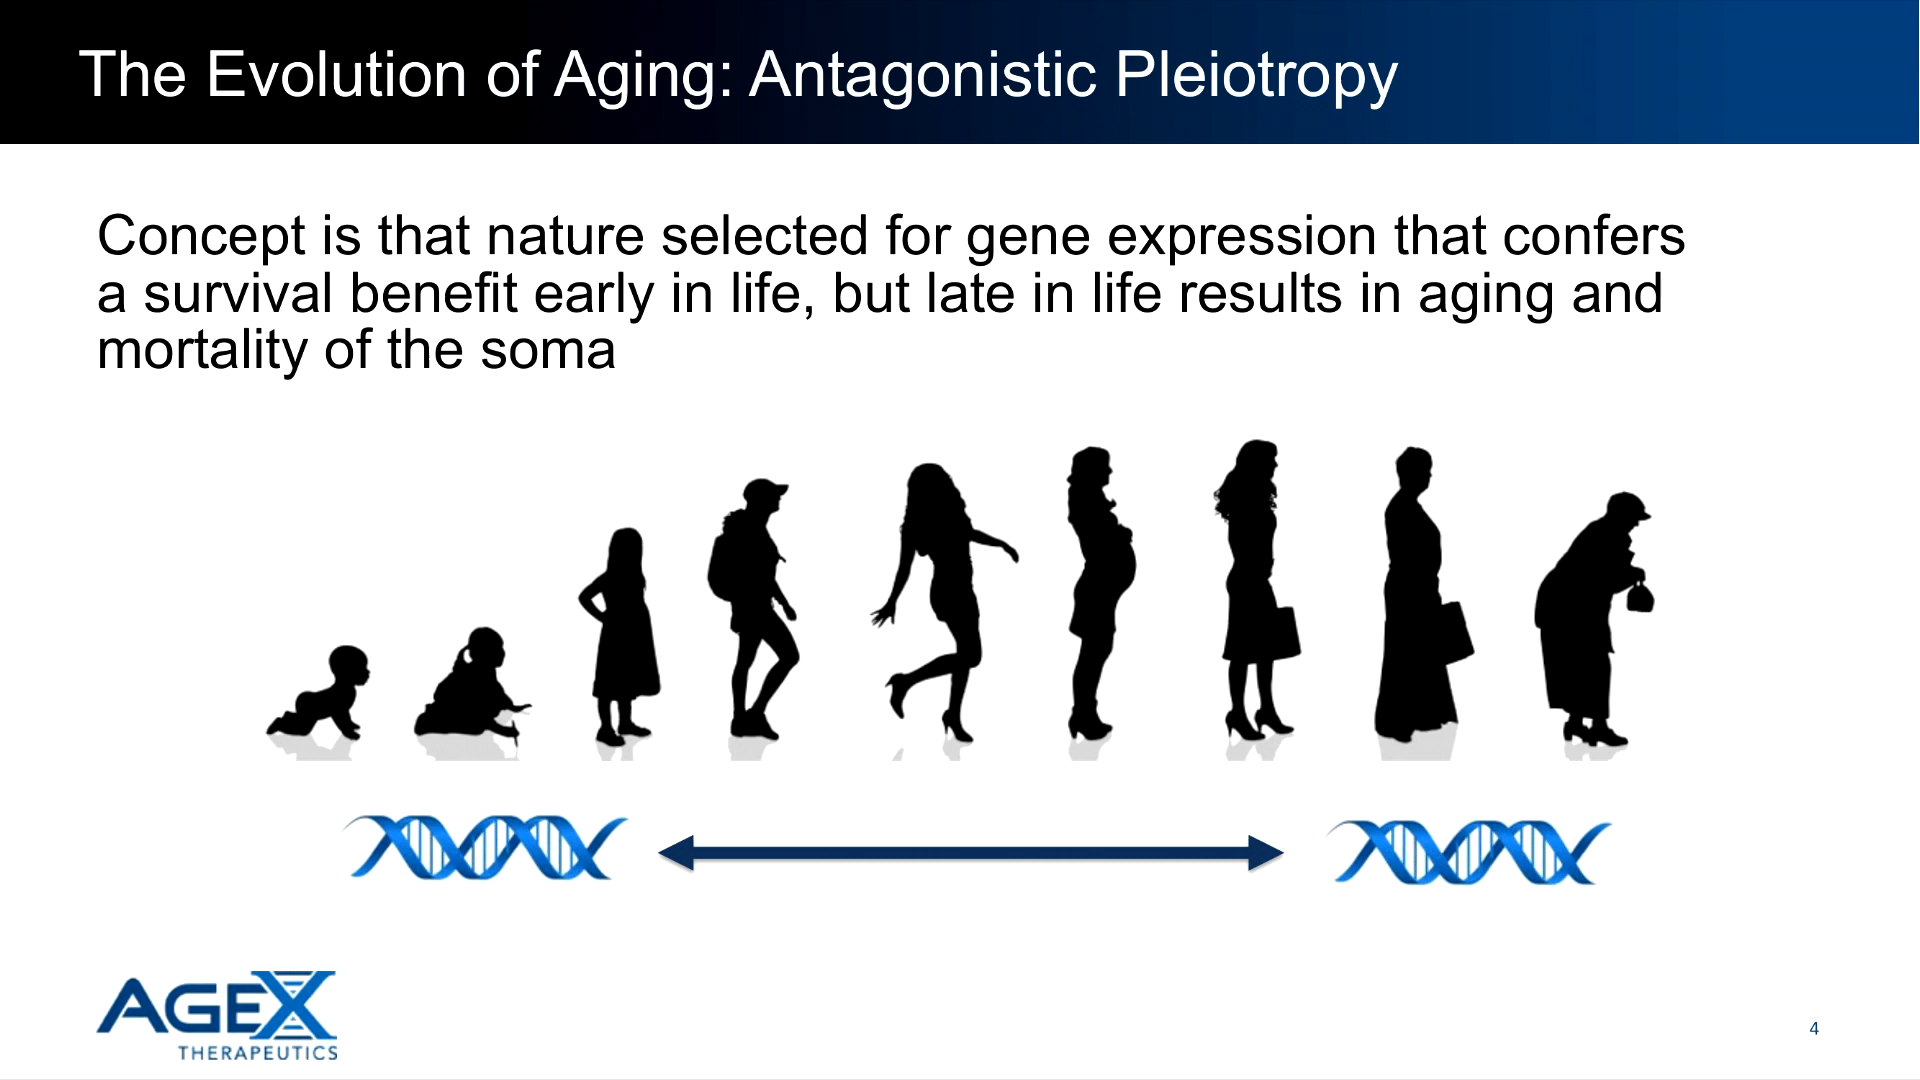 The Evolution of Aging: Antagonistic Pleiotropy
Concept is that nature selected for gene expression that confers
a survival benefit early in life, but late in life results in aging and
mortality of the soma
AGEX
THERAPEUTICS
4